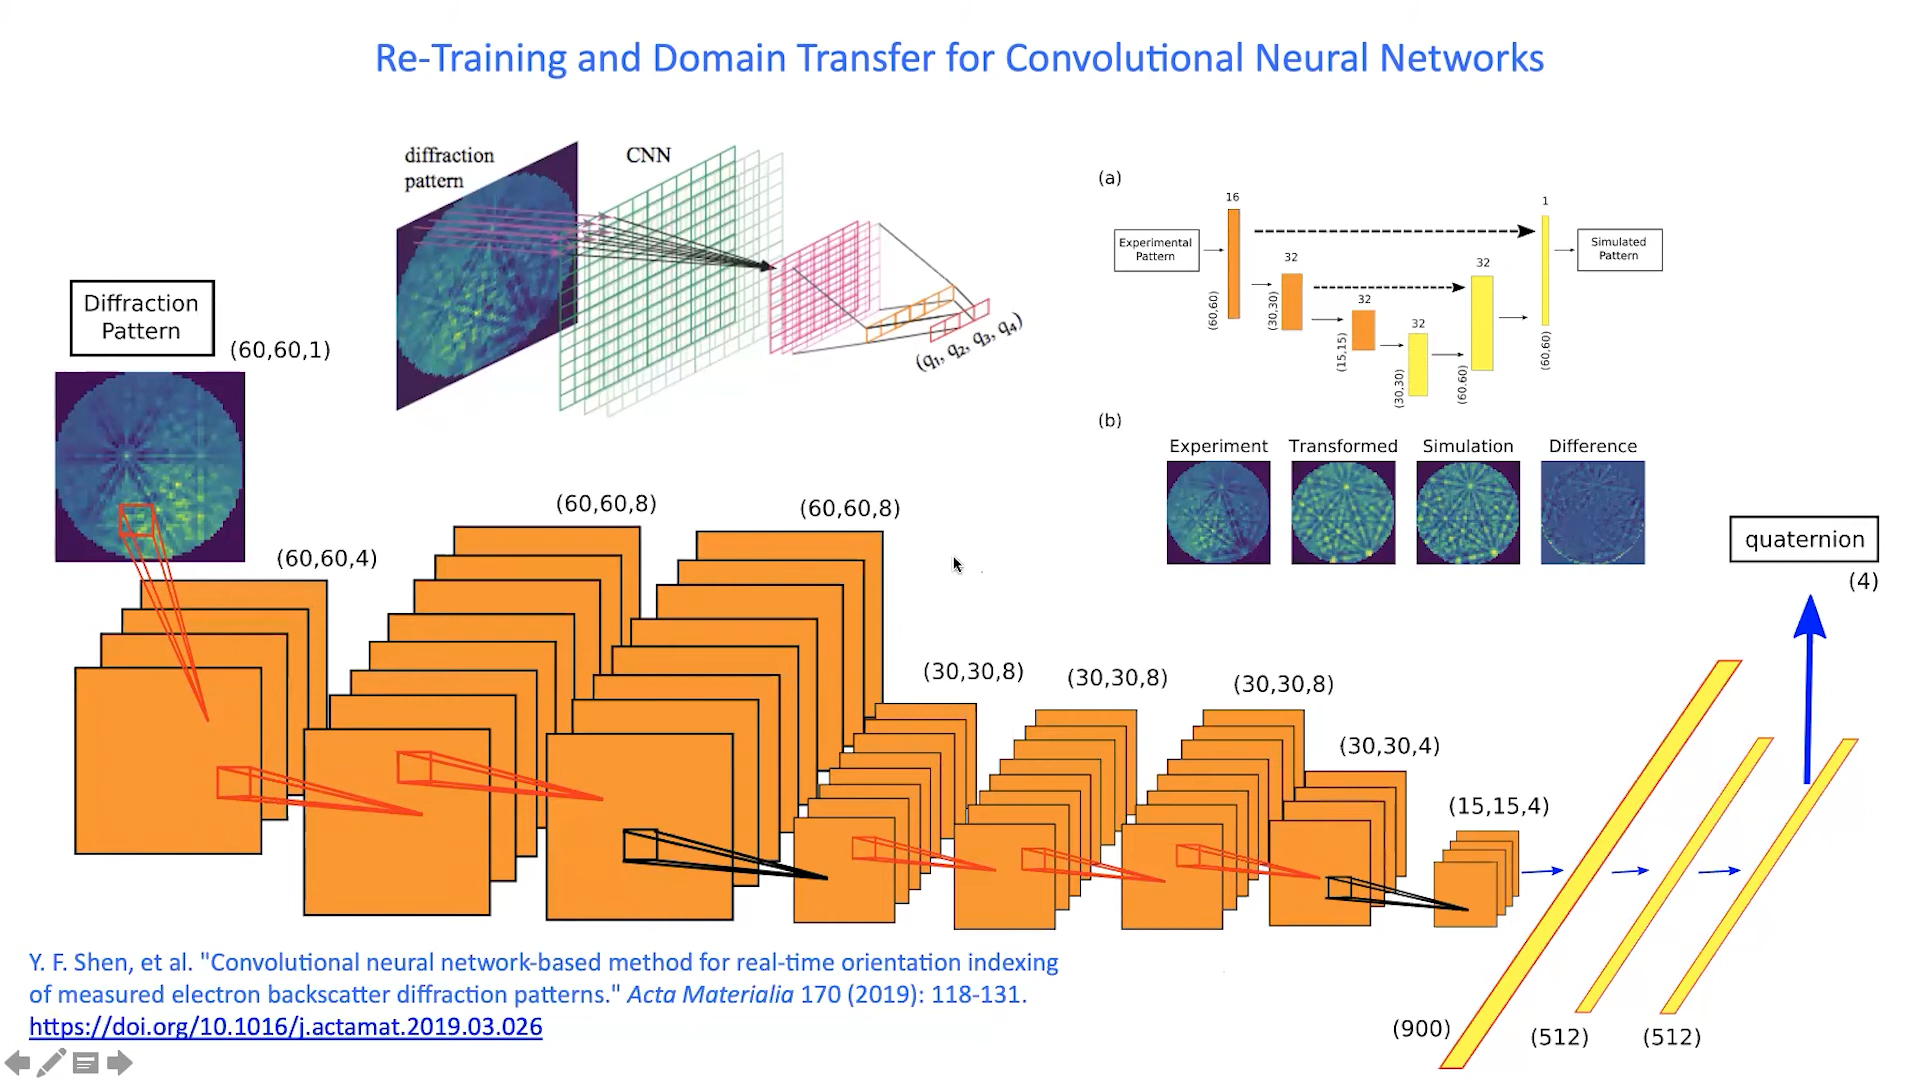 Re-Training and Domain Transfer for Convolutional Neural Networks
diffraction
pattern
CNN
(q₁, q₂, q₃, q₄)
(a)
16
1
Experimental
Pattern
Simulated
Pattern
32
32
32
32
(60,60)
(30,30)
(15,15)
(30,30)
(60,60)
(60,60)
(b)
Experiment
Transformed
Simulation
Difference
Diffraction
Pattern
(60,60,1)
(60,60,4)
(60,60,8)
(60,60,8)
(30,30,8)
(30,30,8)
(30,30,8)
(30,30,4)
(15,15,4)
quaternion
(4)
(900)
(512)
(512)
Y. F. Shen, et al. "Convolutional neural network-based method for real-time orientation indexing
of measured electron backscatter diffraction patterns." Acta Materialia 170 (2019): 118-131.
https://doi.org/10.1016/j.actamat.2019.03.026